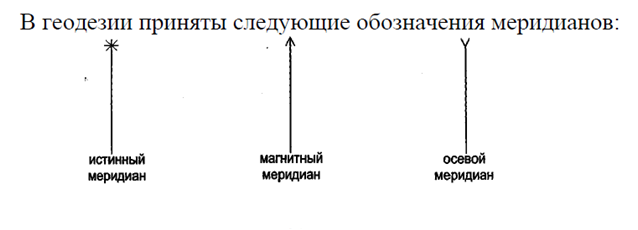 В геодезии приняты следующие обозначения меридианов:
истинный магнитный осевой
меридиан меридиан меридиан